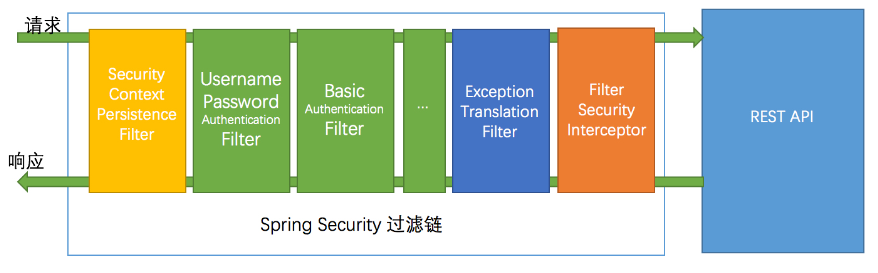 请求
Security
Context
Persistence
Filter
Username
Password
Authentication
Filter
Basic
Authentication
Filter
...
Exception
Translation
Filter
Filter
Security
Interceptor
REST API
响应
Spring Security 过滤链